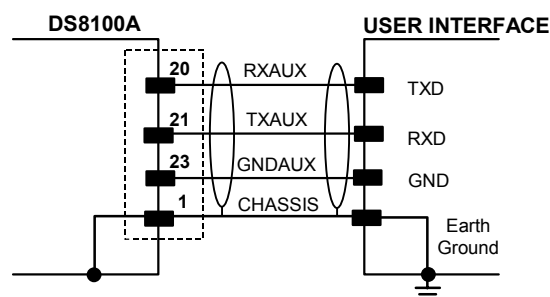 DS8100A
USER INTERFACE
20
RXAUX
TXD
21
TXAUX
RXD
23
GNDAUX
GND
1
CHASSIS
Earth
Ground